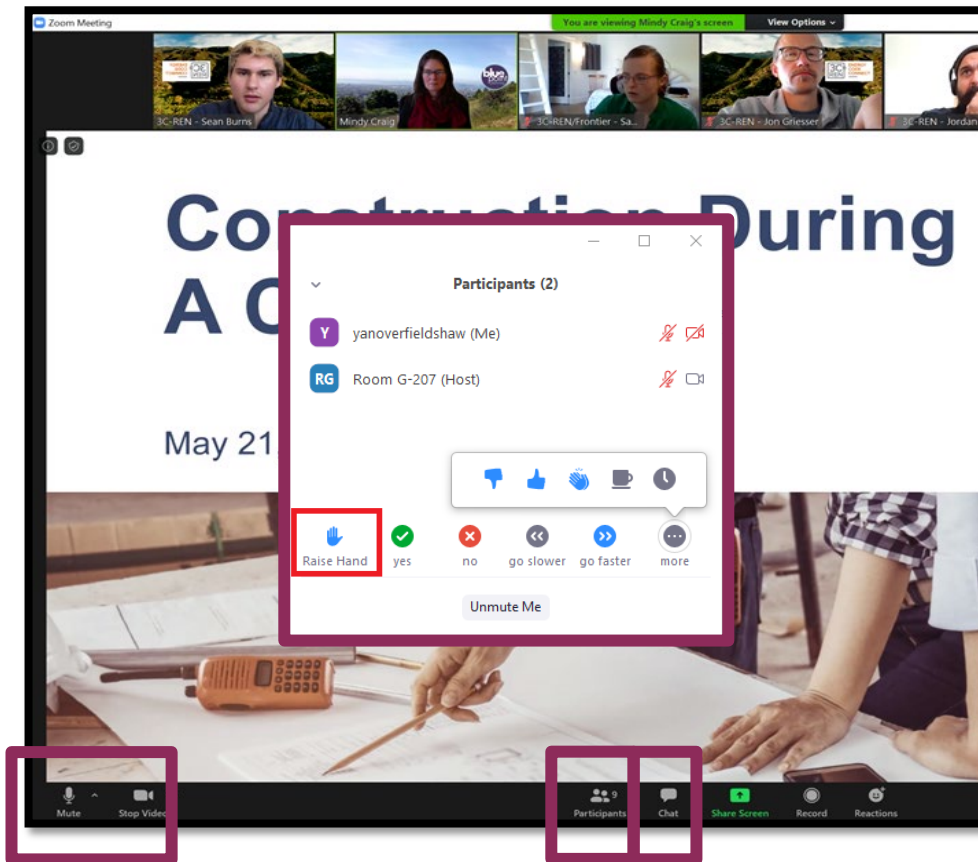 Zoom Meeting
You are viewing Mindy Craig's screen
View Options
3C-REN - Sean Burns
Mindy Craig
blue
point
3C-REN/Frontier - Sa...
3C-REN - Jon Griesser
3C-REN - Jordan
Construction During
A C
May 21
Participants (2)
Y
yanoverfieldshaw (Me)
RG
Room G-207 (Host)
Raise Hand
yes
no
go slower
go faster
more
Unmute Me
Mute
Stop Video
9
Participants
Chat
Share Screen
Record
Reactions